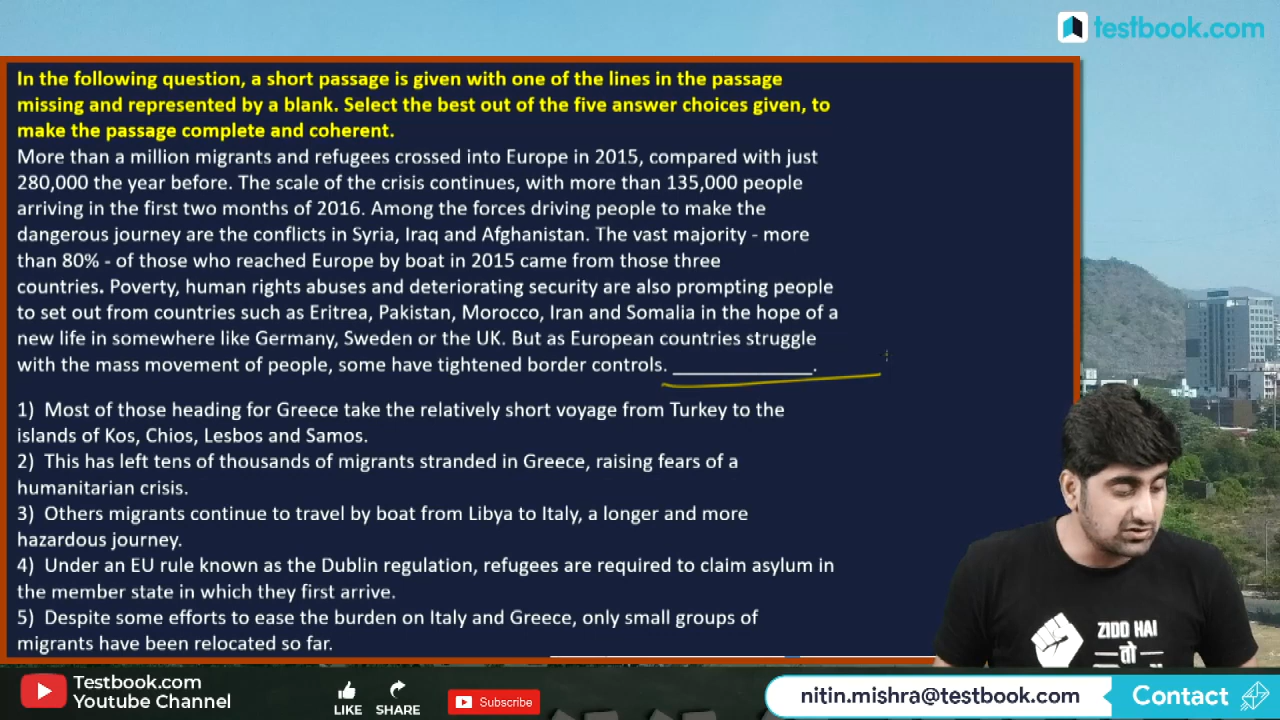 testbook.com
In the following question, a short passage is given with one of the lines in the passage
missing and represented by a blank. Select the best out of the five answer choices given, to
make the passage complete and coherent.
More than a million migrants and refugees crossed into Europe in 2015, compared with just
280,000 the year before. The scale of the crisis continues, with more than 135,000 people
arriving in the first two months of 2016. Among the forces driving people to make the
dangerous journey are the conflicts in Syria, Iraq and Afghanistan. The vast majority - more
than 80% - of those who reached Europe by boat in 2015 came from those three
countries. Poverty, human rights abuses and deteriorating security are also prompting people
to set out from countries such as Eritrea, Pakistan, Morocco, Iran and Somalia in the hope of a
new life in somewhere like Germany, Sweden or the UK. But as European countries struggle
with the mass movement of people, some have tightened border controls. ______________.
1) Most of those heading for Greece take the relatively short voyage from Turkey to the
islands of Kos, Chios, Lesbos and Samos.
2) This has left tens of thousands of migrants stranded in Greece, raising fears of a
humanitarian crisis.
3) Others migrants continue to travel by boat from Libya to Italy, a longer and more
hazardous journey.
4) Under an EU rule known as the Dublin regulation, refugees are required to claim asylum in
the member state in which they first arrive.
5) Despite some efforts to ease the burden on Italy and Greece, only small groups of
migrants have been relocated so far.
ZIDD HAI
तो
Testbook.com
YouTube Channel
LIKE
SHARE
Subscribe
nitin.mishra@testbook.com
Contact